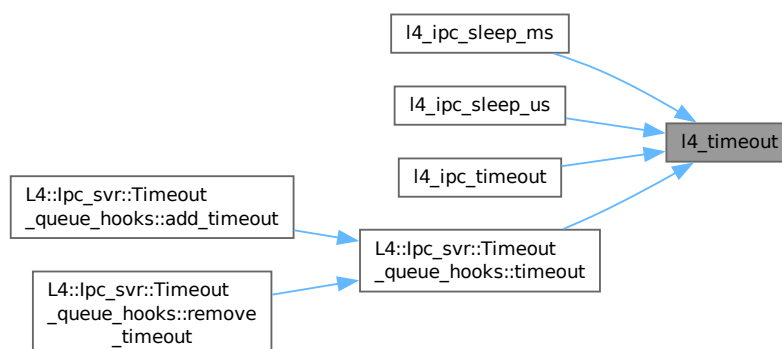 l4_ipc_sleep_ms
l4_ipc_sleep_us
l4_timeout
l4_ipc_timeout
L4::Ipc_svr::Timeout
_queue_hooks::add_timeout
L4::Ipc_svr::Timeout
_queue_hooks::timeout
L4::Ipc_svr::Timeout
_queue_hooks::remove
_timeout